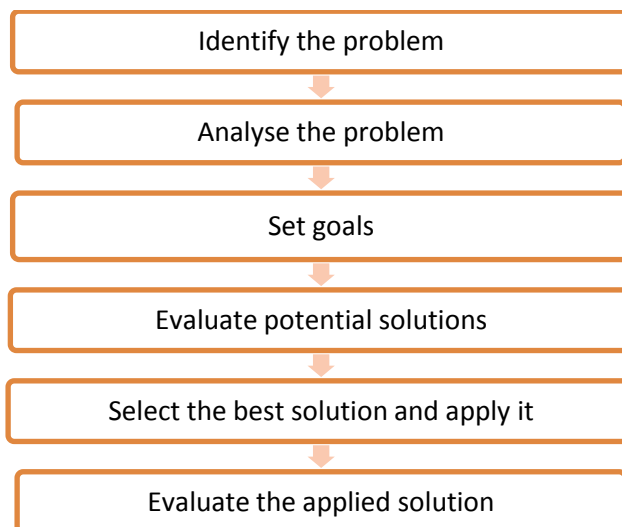 Identify the problem
Analyse the problem
Set goals
Evaluate potential solutions
Select the best solution and apply it
Evaluate the applied solution